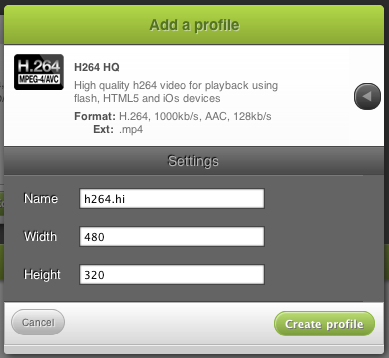 Add a profile
H.264
MPEG-4/AVC
H264 HQ
High quality h264 video for playback using
flash, HTML5 and iOs devices
Format: H.264, 1000kb/s, AAC, 128kb/s
Ext: .mp4
Settings
Name h264.hi
Width 480
Height 320
Cancel Create profile